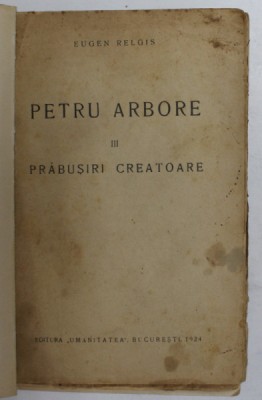 EUGEN RELGIS
PETRU ARBORE
III
PRĂBUȘIRI CREATOARE
EDITURA „UMANITATEA”, BUCUREȘTI, 1924